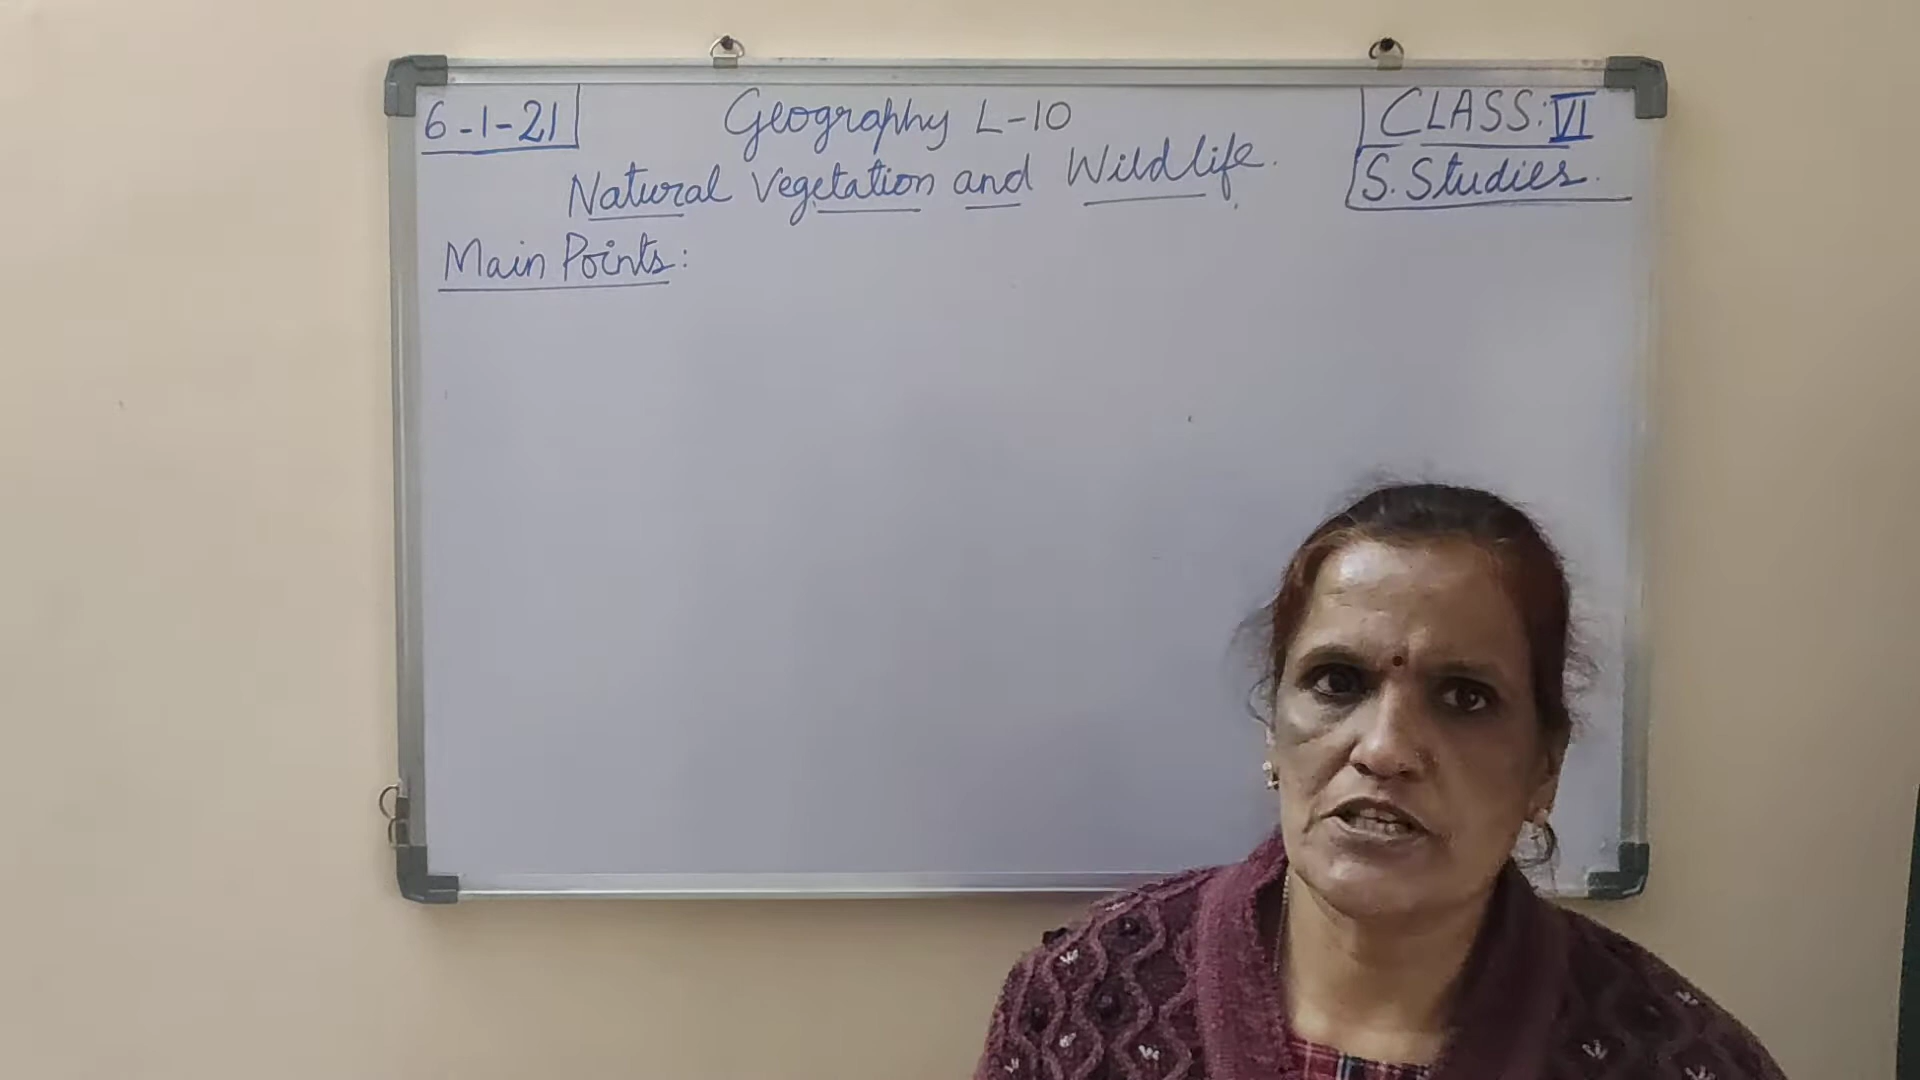 6-1-21
Geography L-10
CLASS: VI
S. Studies.
Natural Vegetation and Wildlife.
Main Points: